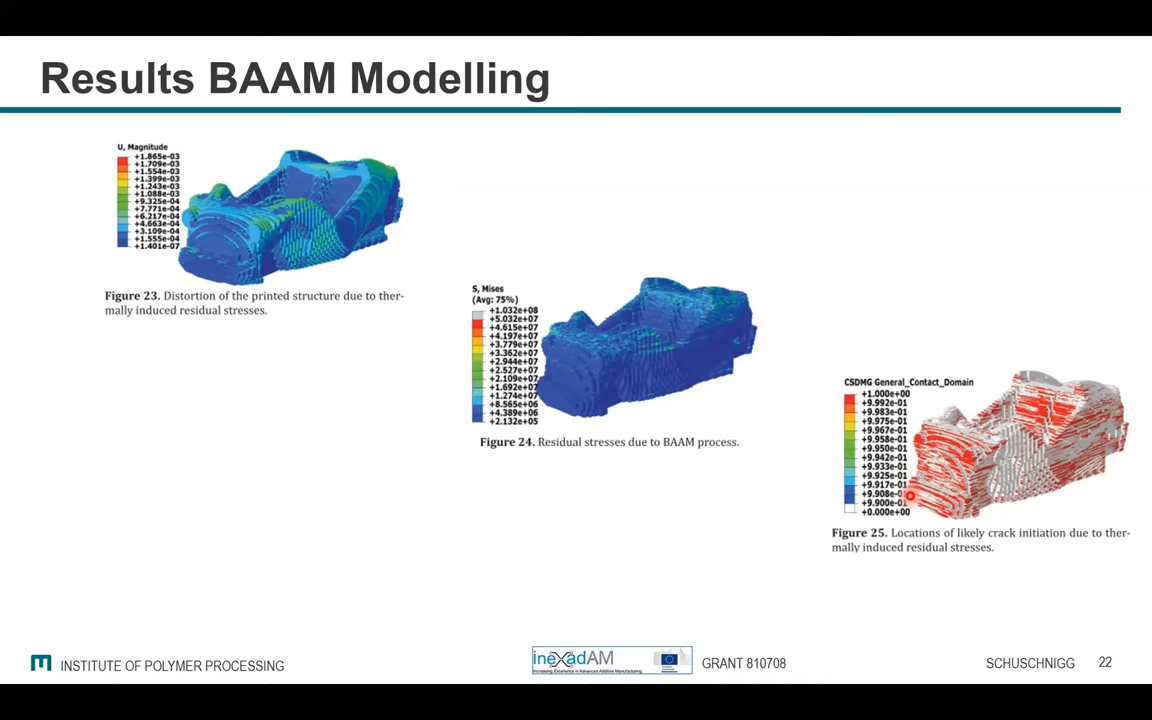 Results BAAM Modelling
U, Magnitude
+1.865e-03
+1.709e-03
+1.554e-03
+1.399e-03
+1.243e-03
+1.088e-03
+9.325e-04
+7.771e-04
+6.217e-04
+4.663e-04
+3.109e-04
+1.555e-04
+1.401e-07
Figure 23. Distortion of the printed structure due to ther-
mally induced residual stresses.
S, Mises
(Avg: 75%)
+1.032e+08
+5.032e+07
+4.615e+07
+4.197e+07
+3.779e+07
+3.362e+07
+2.944e+07
+2.527e+07
+2.109e+07
+1.692e+07
+1.274e+07
+8.565e+06
+4.389e+06
+2.132e+05
Figure 24. Residual stresses due to BAAM process.
CSDMG General_Contact_Domain
+1.000e+00
+9.992e-01
+9.983e-01
+9.975e-01
+9.967e-01
+9.958e-01
+9.950e-01
+9.942e-01
+9.933e-01
+9.925e-01
+9.917e-01
+9.908e-01
+9.900e-01
+0.000e+00
Figure 25. Locations of likely crack initiation due to ther-
mally induced residual stresses.
INSTITUTE OF POLYMER PROCESSING
inexadAM
Increasing Excellence in Advanced Additive Manufacturing
GRANT 810708
SCHUSCHNIGG
22